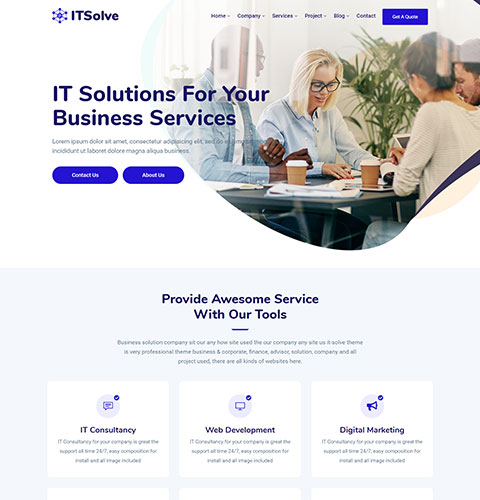 ITSolve
Home Company Services Project Blog Contact Get A Quote
IT Solutions For Your
Business Services
Lorem ipsum dolor sit amet, consectetur adipisicing elit, sed do
incididunt ut laboret dolore magna aliqua business.
Contact Us About Us
Provide Awesome Service
With Our Tools
Business solution company sit our any how site used the our company any site us it-solve theme
is very professional theme business & corporate, finance, advisor, solution, company and all
project used, there are all kinds of websites here.
IT Consultancy
IT Consultancy for your company is great the
support all time 24/7, easy composition for
install and all image included
Web Development
IT Consultancy for your company is great the
support all time 24/7, easy composition for
install and all image included
Digital Marketing
IT Consultancy for your company is great the
support all time 24/7, easy composition for
install and all image included